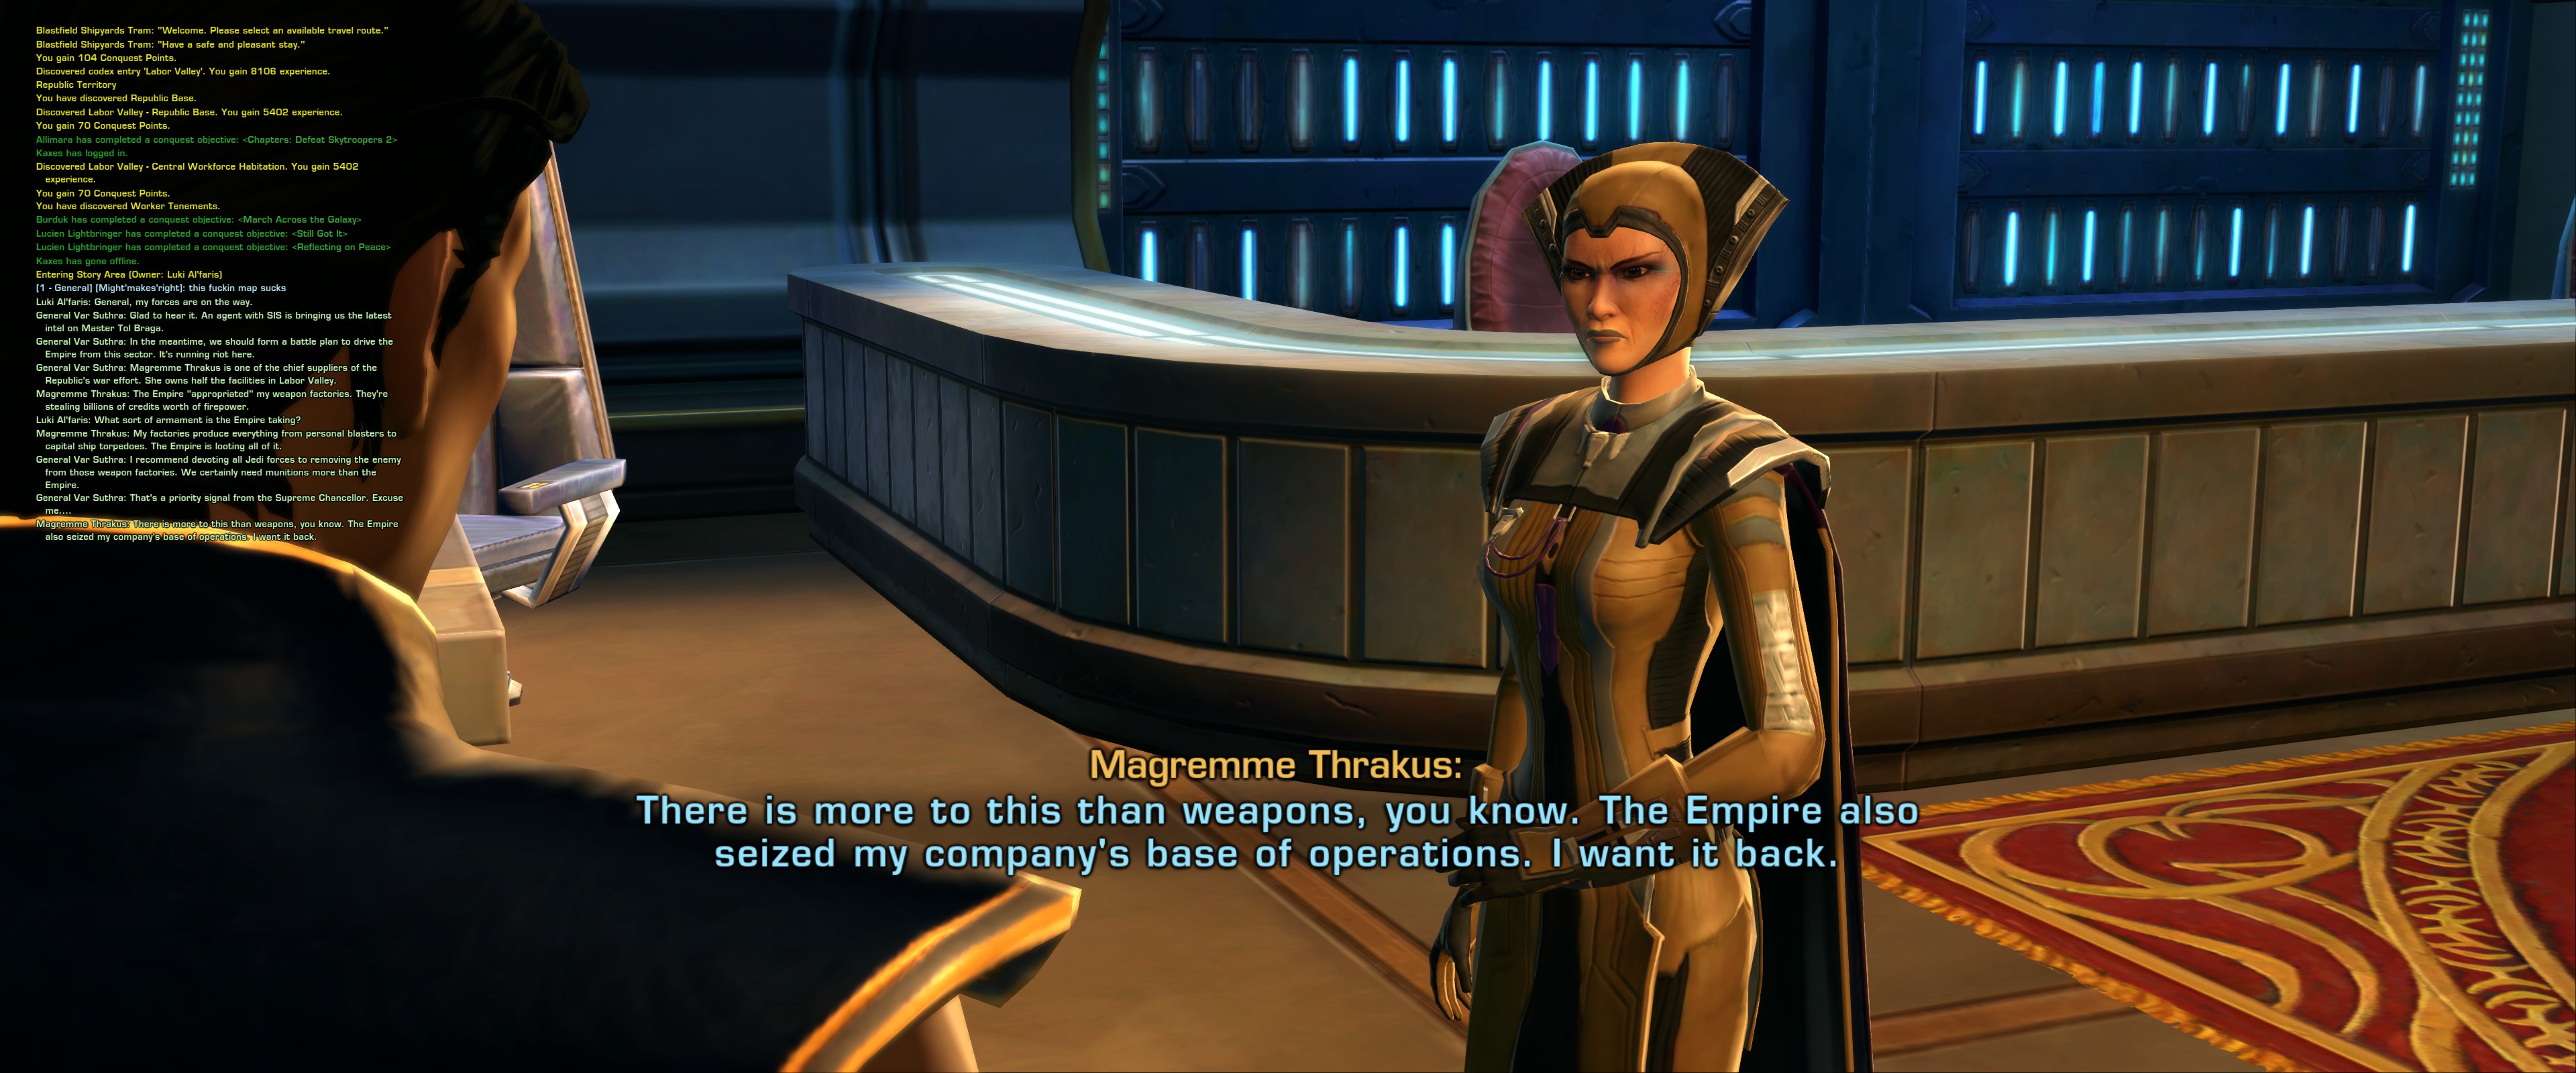 Blastfield Shipyards Tram: "Welcome. Please select an available travel route."
Blastfield Shipyards Tram: "Have a safe and pleasant stay."
You gain 104 Conquest Points.
Discovered codex entry 'Labor Valley'. You gain 8106 experience.
Republic Territory
You have discovered Republic Base.
Discovered Labor Valley - Republic Base. You gain 5402 experience.
You gain 70 Conquest Points.
Allimara has completed a conquest objective: <Chapters: Defeat Skytroopers 2>
Kaxes has logged in.
Discovered Labor Valley - Central Workforce Habitation. You gain 5402
experience.
You gain 70 Conquest Points.
You have discovered Worker Tenements.
Burduk has completed a conquest objective: <March Across the Galaxy>
Lucien Lightbringer has completed a conquest objective: <Still Got It>
Lucien Lightbringer has completed a conquest objective: <Reflecting on Peace>
Kaxes has gone offline.
Entering Story Area (Owner: Luki Al'faris)
[1 - General] [Might'makes'right]: this fuckin map sucks
Luki Al'faris: General, my forces are on the way.
General Var Suthra: Glad to hear it. An agent with SIS is bringing us the latest
intel on Master Tol Braga.
General Var Suthra: In the meantime, we should form a battle plan to drive the
Empire from this sector. It's running riot here.
General Var Suthra: Magremme Thrakus is one of the chief suppliers of the
Republic's war effort. She owns half the facilities in Labor Valley.
Magremme Thrakus: The Empire "appropriated" my weapon factories. They're
stealing billions of credits worth of firepower.
Luki Al'faris: What sort of armament is the Empire taking?
Magremme Thrakus: My factories produce everything from personal blasters to
capital ship torpedoes. The Empire is looting all of it.
General Var Suthra: I recommend devoting all Jedi forces to removing the enemy
from those weapon factories. We certainly need munitions more than the
Empire.
General Var Suthra: That's a priority signal from the Supreme Chancellor. Excuse
me....
Magremme Thrakus: There is more to this than weapons, you know. The Empire
also seized my company's base of operations. I want it back.
Magremme Thrakus:
There is more to this than weapons, you know. The Empire also
seized my company's base of operations. I want it back.